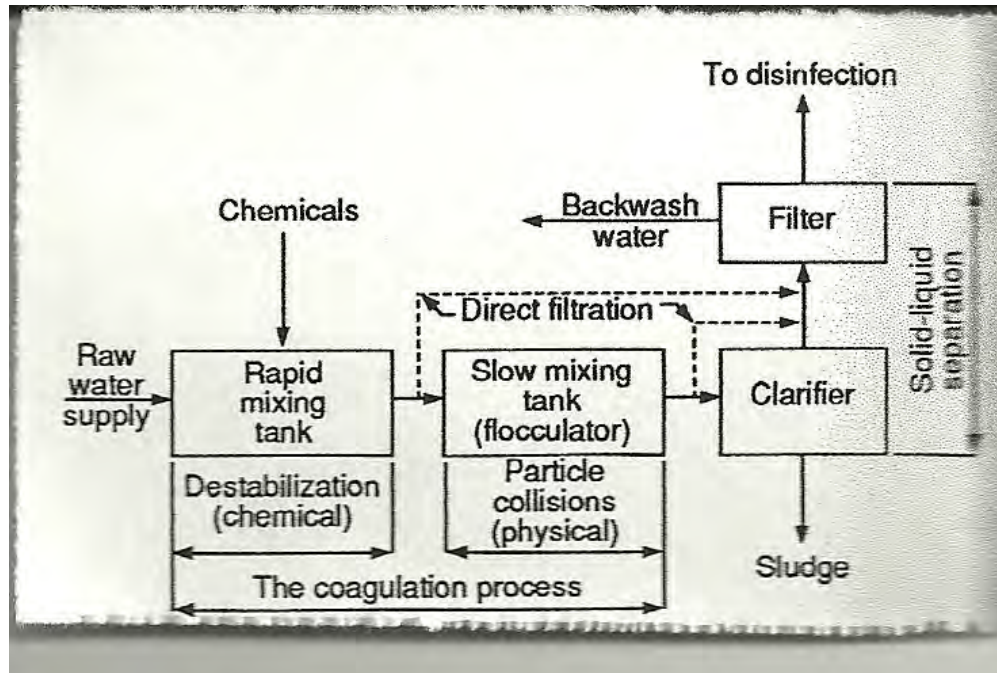 To disinfection
Chemicals
Backwash
water
Filter
Solid-liquid
separation
Direct filtration
Raw
water
supply
Rapid
mixing
tank
Slow mixing
tank
(flocculator)
Clarifier
Destabilization
(chemical)
Particle
collisions
(physical)
The coagulation process
Sludge